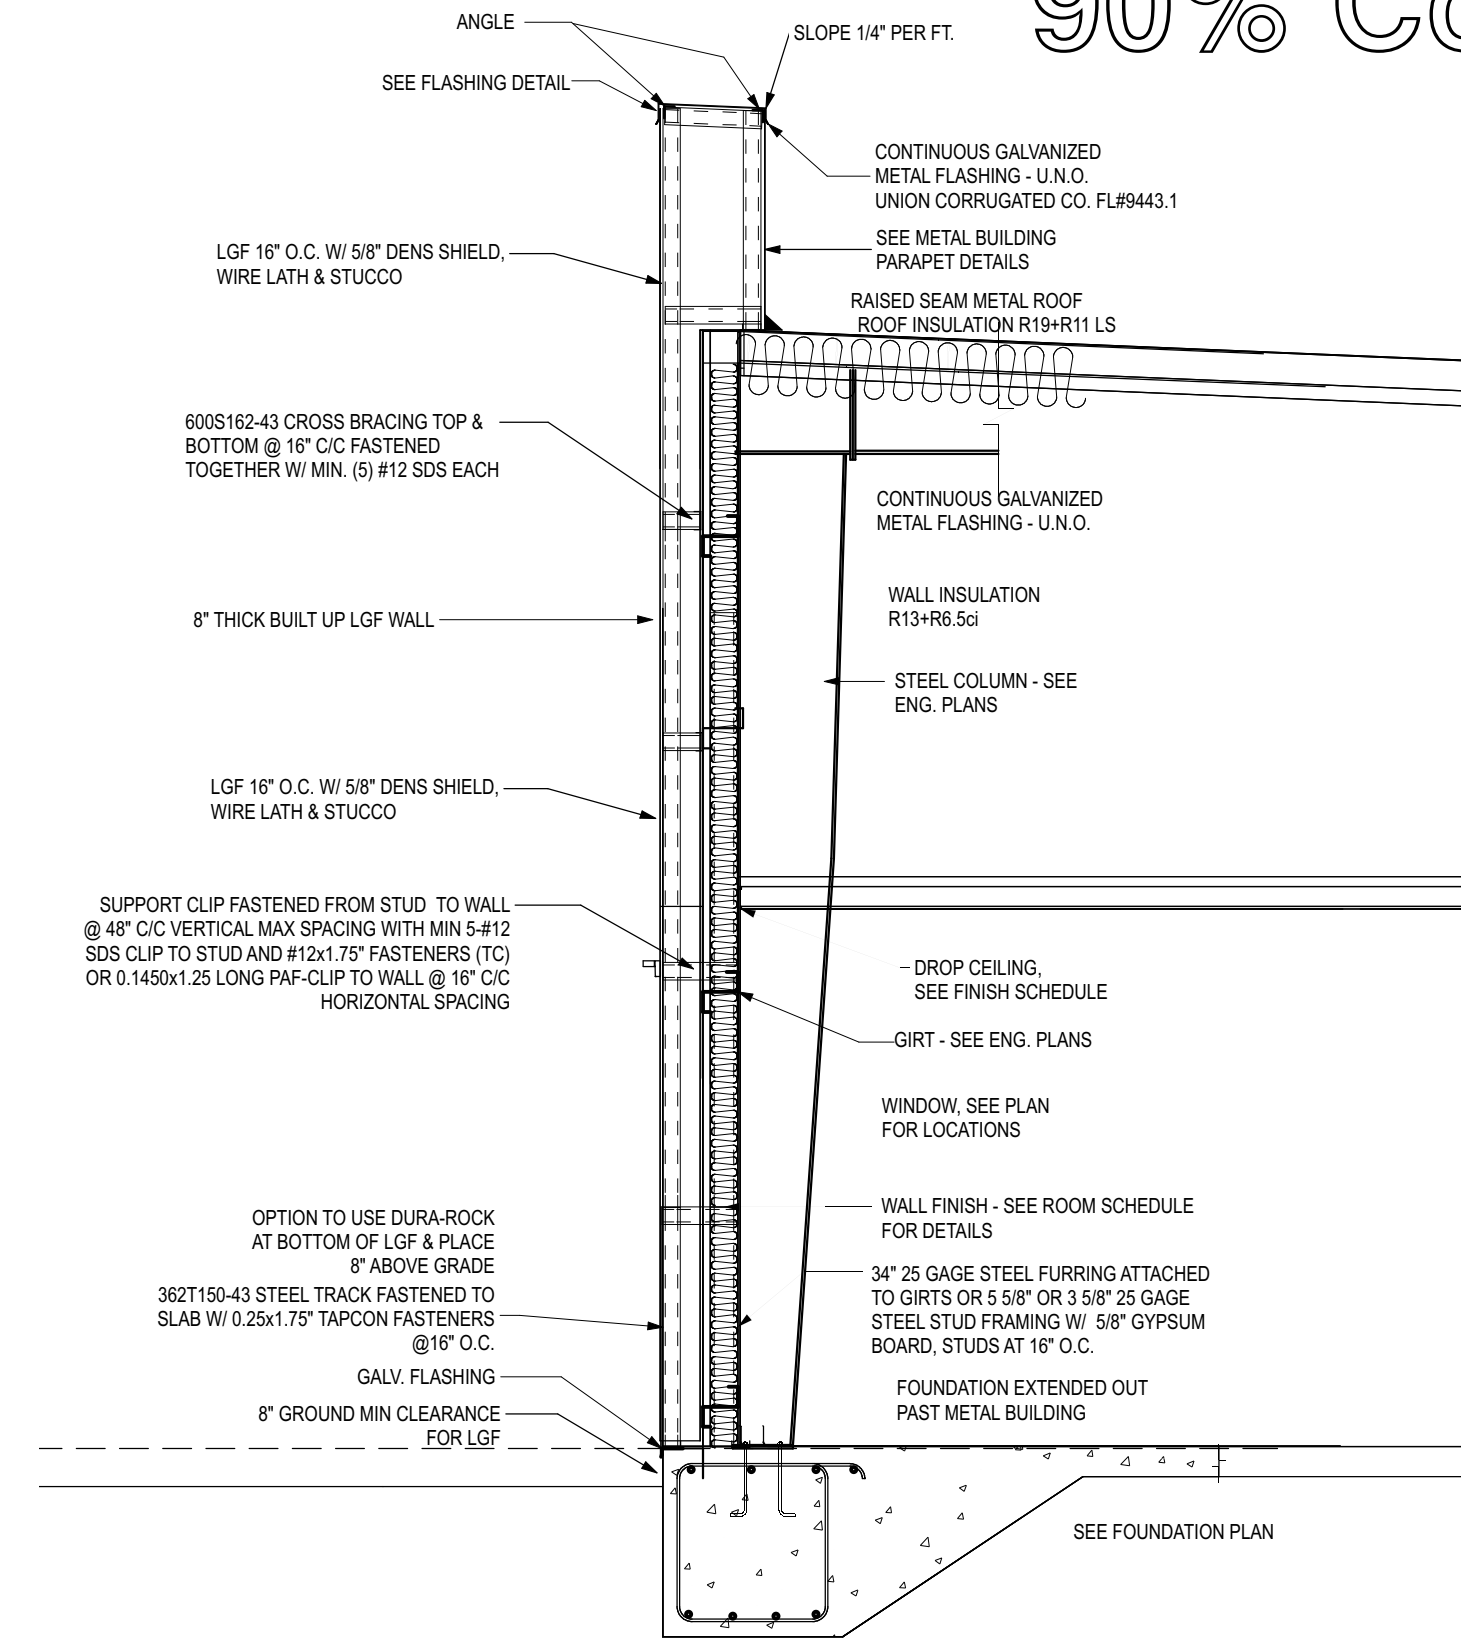 90% Co
ANGLE
SLOPE 1/4" PER FT.
SEE FLASHING DETAIL
CONTINUOUS GALVANIZED
METAL FLASHING - U.N.O.
UNION CORRUGATED CO. FL#9443.1
SEE METAL BUILDING
PARAPET DETAILS
LGF 16" O.C. W/ 5/8" DENS SHIELD,
WIRE LATH & STUCCO
RAISED SEAM METAL ROOF
ROOF INSULATION R19+R11 LS
600S162-43 CROSS BRACING TOP &
BOTTOM @ 16" C/C FASTENED
TOGETHER W/ MIN. (5) #12 SDS EACH
CONTINUOUS GALVANIZED
METAL FLASHING - U.N.O.
8" THICK BUILT UP LGF WALL
WALL INSULATION
R13+R6.5ci
STEEL COLUMN - SEE
ENG. PLANS
LGF 16" O.C. W/ 5/8" DENS SHIELD,
WIRE LATH & STUCCO
SUPPORT CLIP FASTENED FROM STUD TO WALL
@ 48" C/C VERTICAL MAX SPACING WITH MIN 5-#12
SDS CLIP TO STUD AND #12x1.75" FASTENERS (TC)
OR 0.1450x1.25 LONG PAF-CLIP TO WALL @ 16" C/C
HORIZONTAL SPACING
DROP CEILING,
SEE FINISH SCHEDULE
GIRT - SEE ENG. PLANS
WINDOW, SEE PLAN
FOR LOCATIONS
WALL FINISH - SEE ROOM SCHEDULE
FOR DETAILS
OPTION TO USE DURA-ROCK
AT BOTTOM OF LGF & PLACE
8" ABOVE GRADE
362T150-43 STEEL TRACK FASTENED TO
SLAB W/ 0.25x1.75" TAPCON FASTENERS
@16" O.C.
34" 25 GAGE STEEL FURRING ATTACHED
TO GIRTS OR 5 5/8" OR 3 5/8" 25 GAGE
STEEL STUD FRAMING W/ 5/8" GYPSUM
BOARD, STUDS AT 16" O.C.
GALV. FLASHING
8" GROUND MIN CLEARANCE
FOR LGF
FOUNDATION EXTENDED OUT
PAST METAL BUILDING
SEE FOUNDATION PLAN